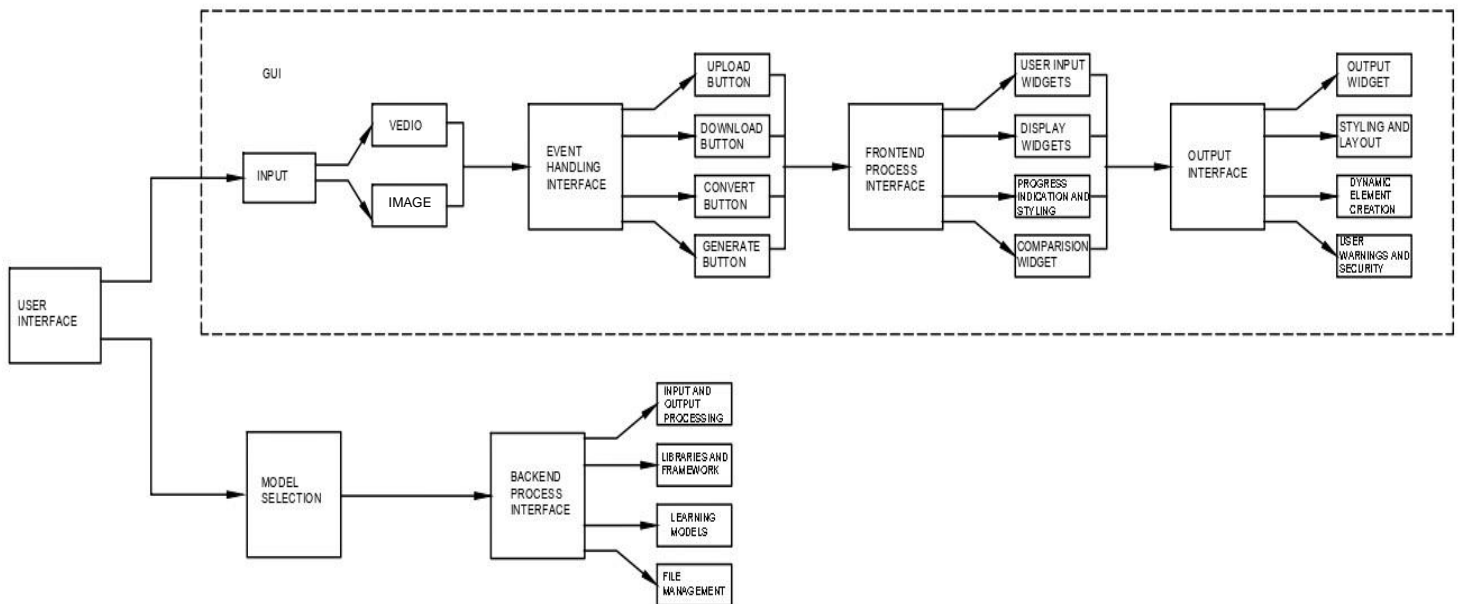 GUI
USER
INTERFACE
INPUT
VEDIO
IMAGE
EVENT
HANDLING
INTERFACE
UPLOAD
BUTTON
DOWNLOAD
BUTTON
CONVERT
BUTTON
GENERATE
BUTTON
FRONTEND
PROCESS
INTERFACE
USER INPUT
WIDGETS
DISPLAY
WIDGETS
PROGRESS
INDICATION AND
STYLING
COMPARISION
WIDGET
OUTPUT
INTERFACE
OUTPUT
WIDGET
STYLING AND
LAYOUT
DYNAMIC
ELEMENT
CREATION
USER
WARNINGS AND
SECURITY
MODEL
SELECTION
BACKEND
PROCESS
INTERFACE
INPUT AND
OUTPUT
PROCESSING
LIBRARIES AND
FRAMEWORK
LEARNING
MODELS
FILE
MANAGEMENT